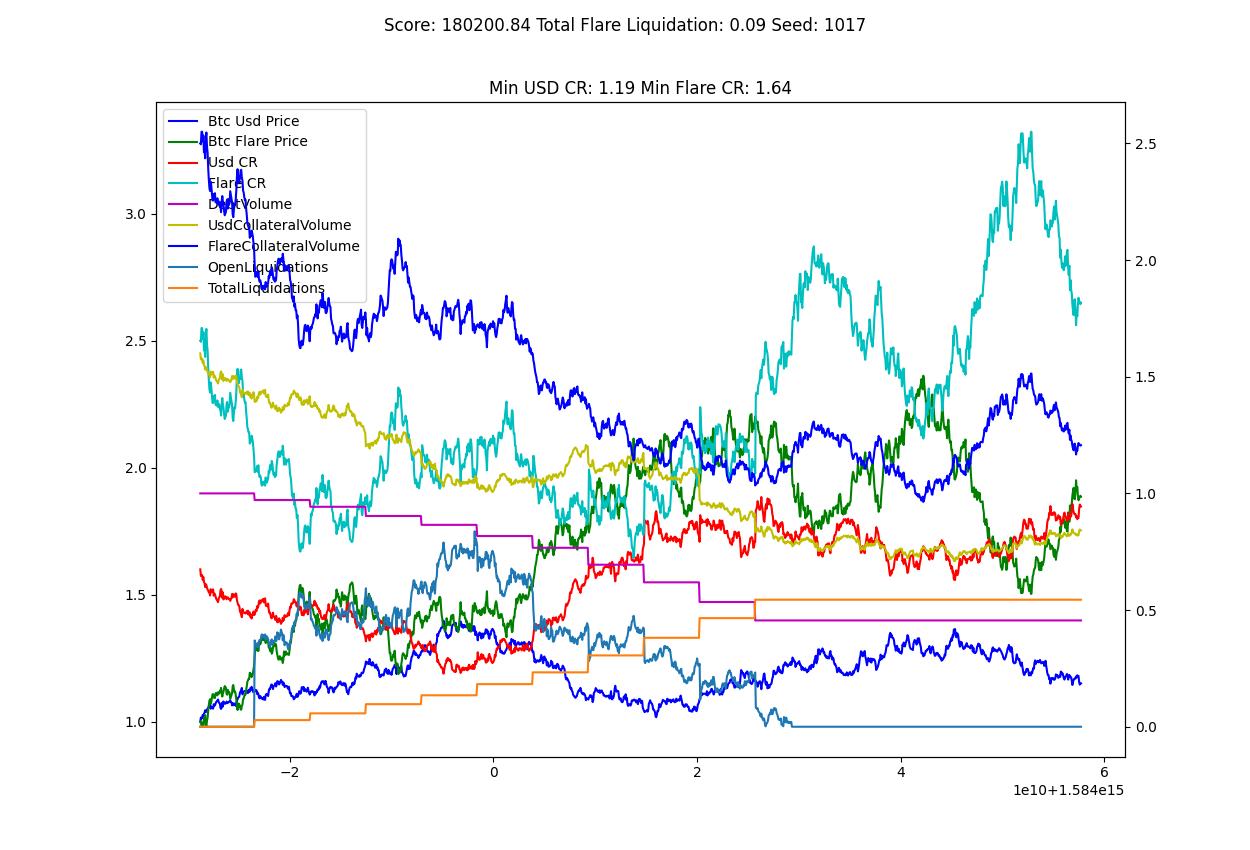 Score: 180200.84 Total Flare Liquidation: 0.09 Seed: 1017
Min USD CR: 1.19 Min Flare CR: 1.64
Btc Usd Price
Btc Flare Price
Usd CR
Flare CR
DebtVolume
UsdCollateralVolume
FlareCollateralVolume
OpenLiquidations
TotalLiquidations
3.0
2.5
2.0
1.5
1.0
2.5
2.0
1.5
1.0
0.5
0.0
−2
0
2
4
6
1e10+1.584e15